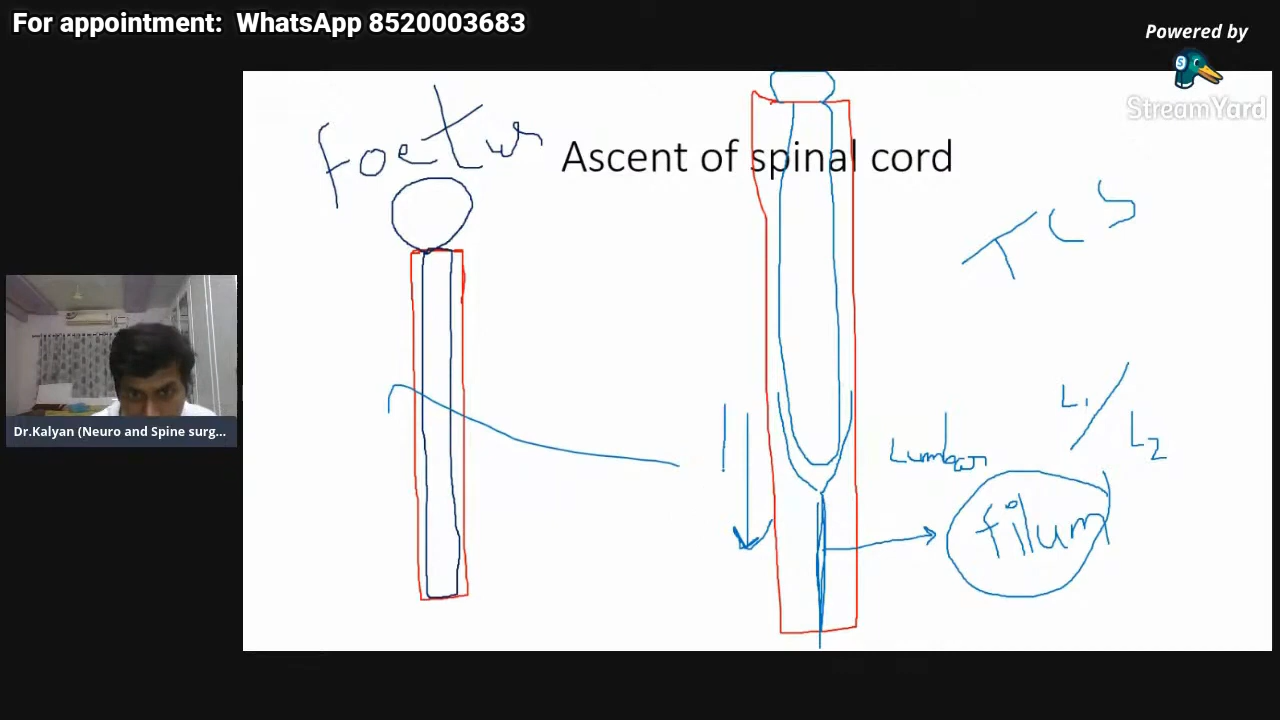 For appointment: WhatsApp 8520003683
Powered by
StreamYard
Foetus
Ascent of spinal cord
TCS
L1/L2
Lumbar
filum
Dr.Kalyan (Neuro and Spine surg...